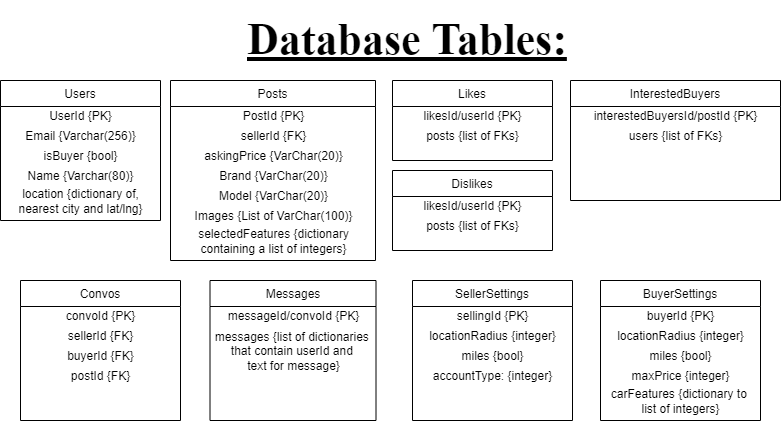 Database Tables:
Users
UserId {PK}
Email {Varchar(256)}
isBuyer {bool}
Name {Varchar(80)}
location {dictionary of,
nearest city and lat/lng}
Posts
PostId {PK}
sellerId {FK}
askingPrice {VarChar(20)}
Brand {VarChar(20)}
Model {VarChar(20)}
Images {List of VarChar(100)}
selectedFeatures {dictionary
containing a list of integers}
Likes
likesId/userId {PK}
posts {list of FKs}
Dislikes
likesId/userId {PK}
posts {list of FKs}
InterestedBuyers
interestedBuyersId/postId {PK}
users {list of FKs}
Convos
convoId {PK}
sellerId {FK}
buyerId {FK}
postId {FK}
Messages
messageId/convoId {PK}
messages {list of dictionaries
that contain userId and
text for message}
SellerSettings
sellingId {PK}
locationRadius {integer}
miles {bool}
accountType: {integer}
BuyerSettings
buyerId {PK}
locationRadius {integer}
miles {bool}
maxPrice {integer}
carFeatures {dictionary to
list of integers}